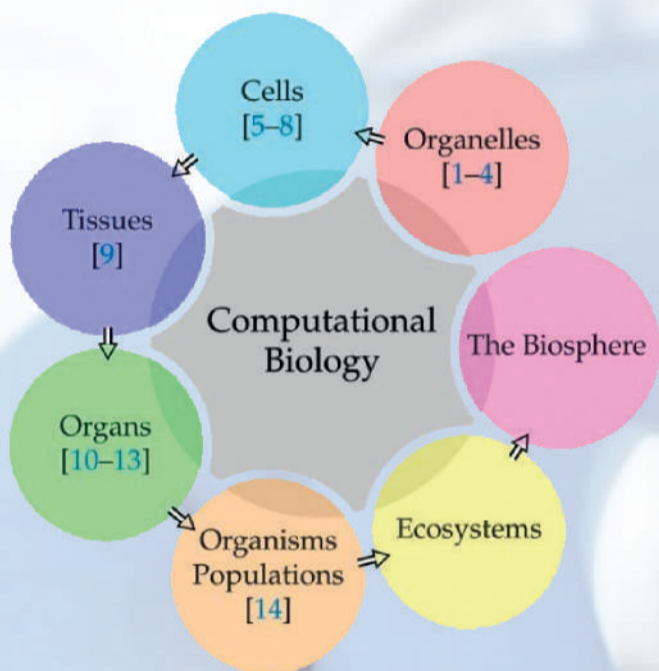 Cells
[5–8]
Organelles
[1–4]
Tissues
[9]
Computational
Biology
The Biosphere
Organs
[10–13]
Organisms
Populations
[14]
Ecosystems